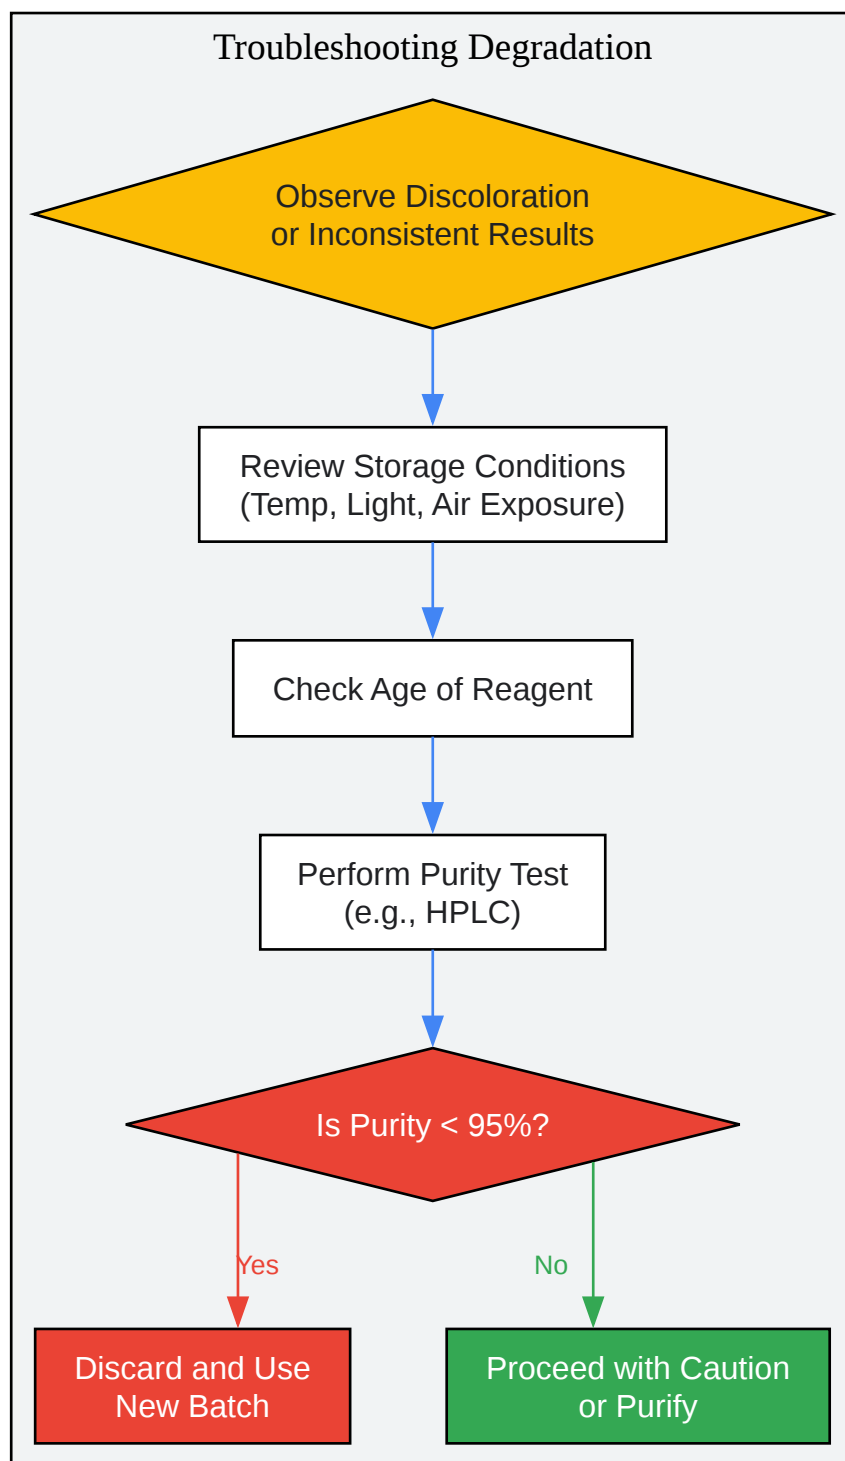 Troubleshooting Degradation
Observe Discoloration
or Inconsistent Results
Review Storage Conditions
(Temp, Light, Air Exposure)
Check Age of Reagent
Perform Purity Test
(e.g., HPLC)
Is Purity < 95%?
Yes
No
Discard and Use
New Batch
Proceed with Caution
or Purify